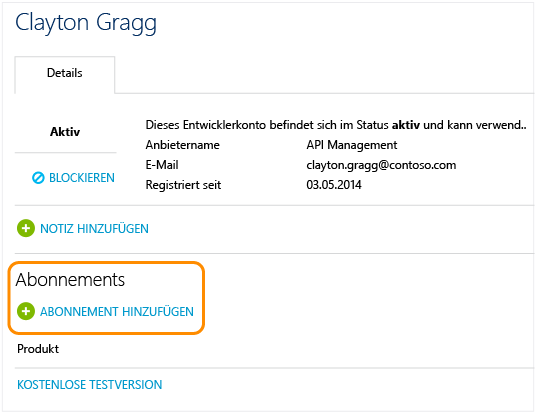 Clayton Gragg
Details
Aktiv
Dieses Entwicklerkonto befindet sich im Status aktiv und kann verwend..
Anbietername API Management
E-Mail clayton.gragg@contoso.com
Registriert seit 03.05.2014
BLOCKIEREN
NOTIZ HINZUFÜGEN
Abonnements
ABONNEMENT HINZUFÜGEN
Produkt
KOSTENLOSE TESTVERSION